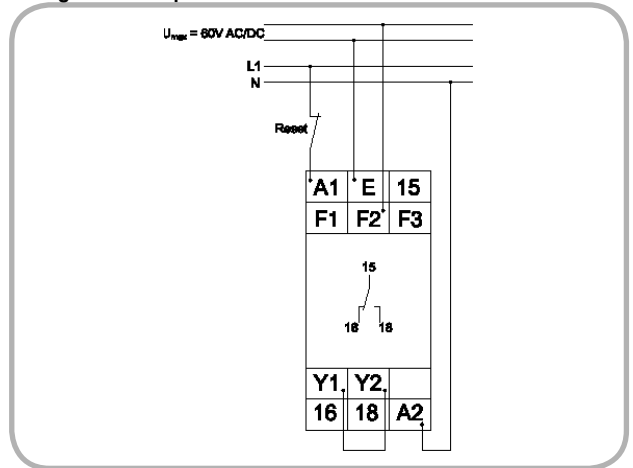 Umax = 60V AC/DC
L1
N
Reset
A1 E 15
F1 F2 F3
15
16 18
Y1 Y2
16 18 A2